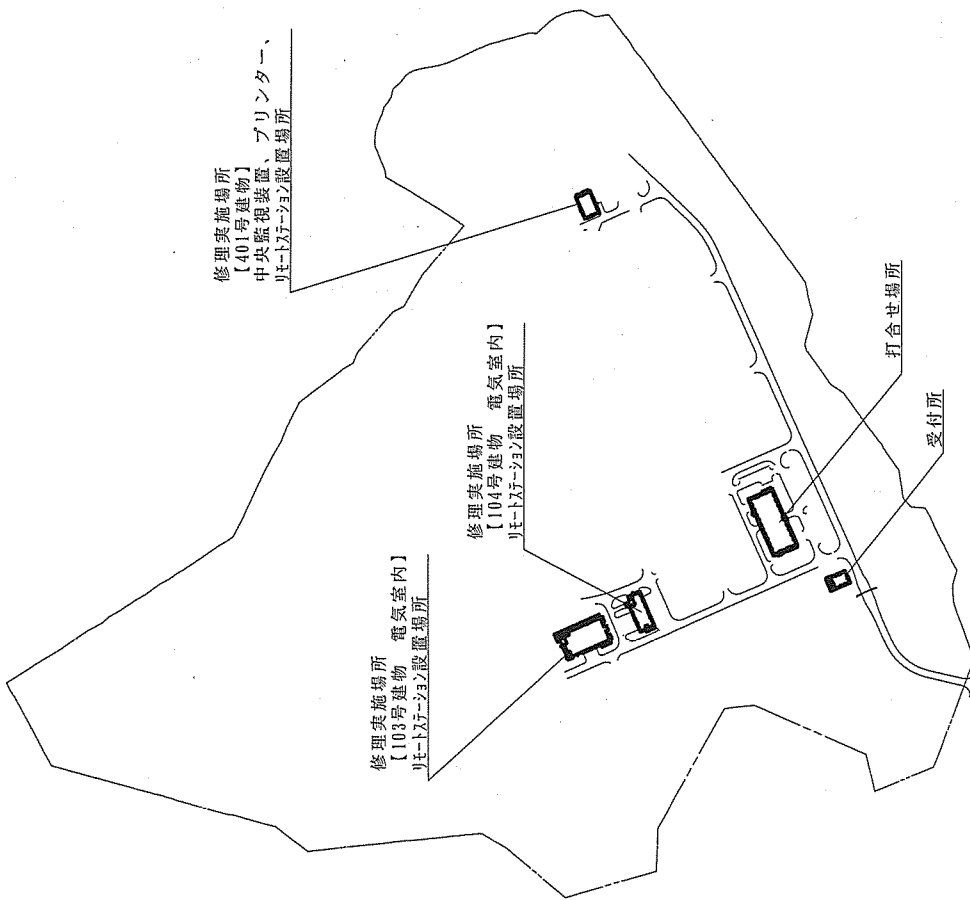 修理実施場所
【401号建物】
中央監視装置、プリンター、
ﾘﾓｰﾄｽﾃｰｼｮﾝ設置場所
修理実施場所
【104号建物　電気室内】
ﾘﾓｰﾄｽﾃｰｼｮﾝ設置場所
修理実施場所
【103号建物　電気室内】
ﾘﾓｰﾄｽﾃｰｼｮﾝ設置場所
打合せ場所
受付所